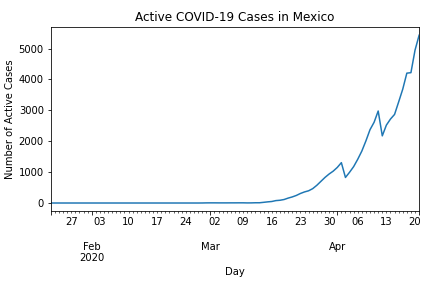 Active COVID-19 Cases in Mexico
Number of Active Cases
5000
4000
3000
2000
1000
0
27 03 10 17 24 02 09 16 23 30 06 13 20
Feb Mar Apr
2020
Day